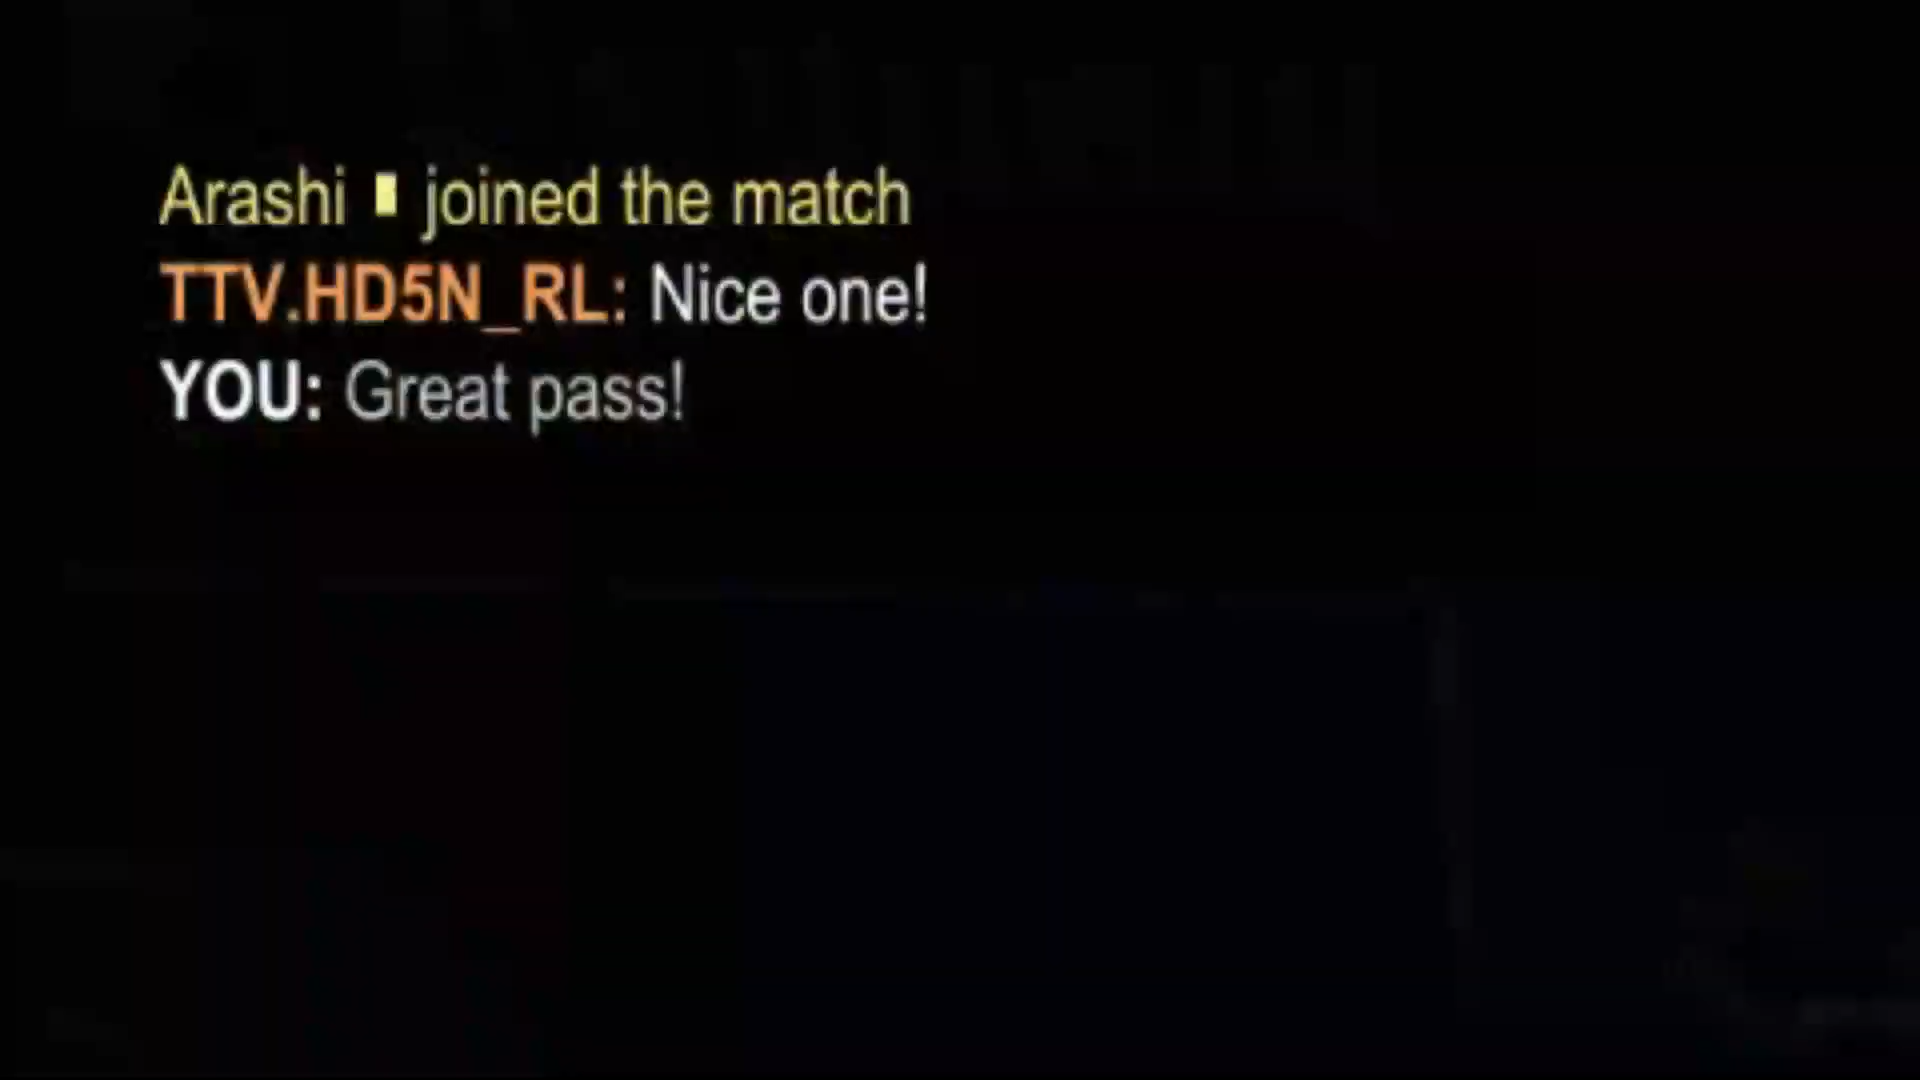 Arashi ▮ joined the match
TTV.HD5N_RL: Nice one!
YOU: Great pass!